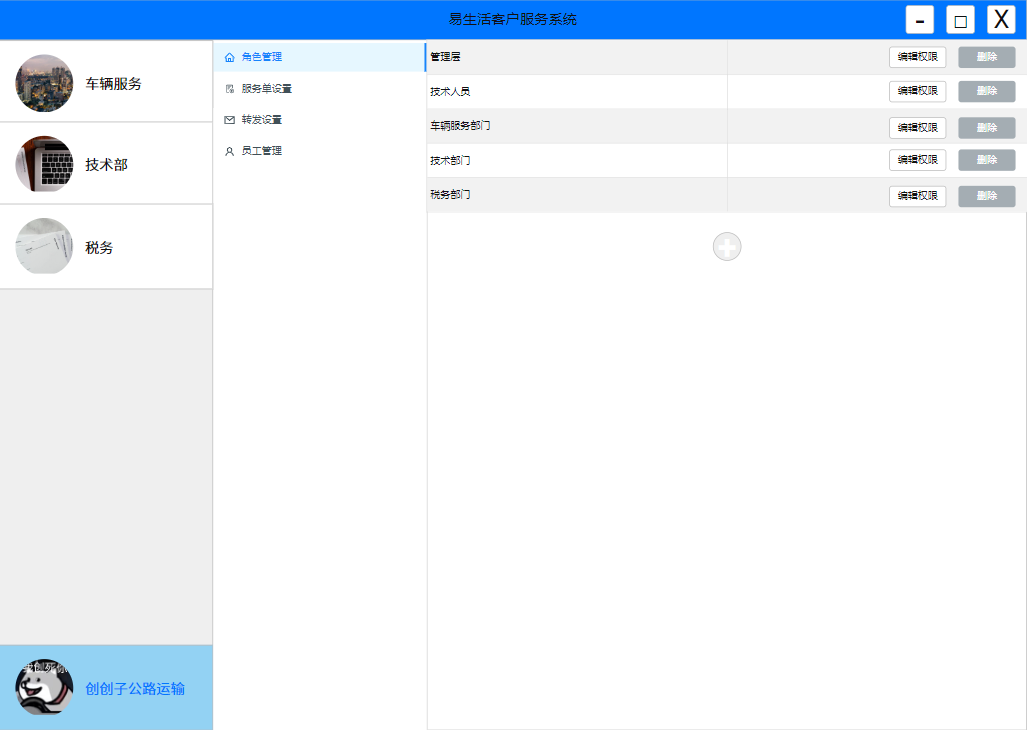 易生活客户服务系统
- □ X
车辆服务
技术部
税务
创创子公路运输
角色管理
服务单设置
转发设置
员工管理
管理层 编辑权限 删除
技术人员 编辑权限 删除
车辆服务部门 编辑权限 删除
技术部门 编辑权限 删除
税务部门 编辑权限 删除